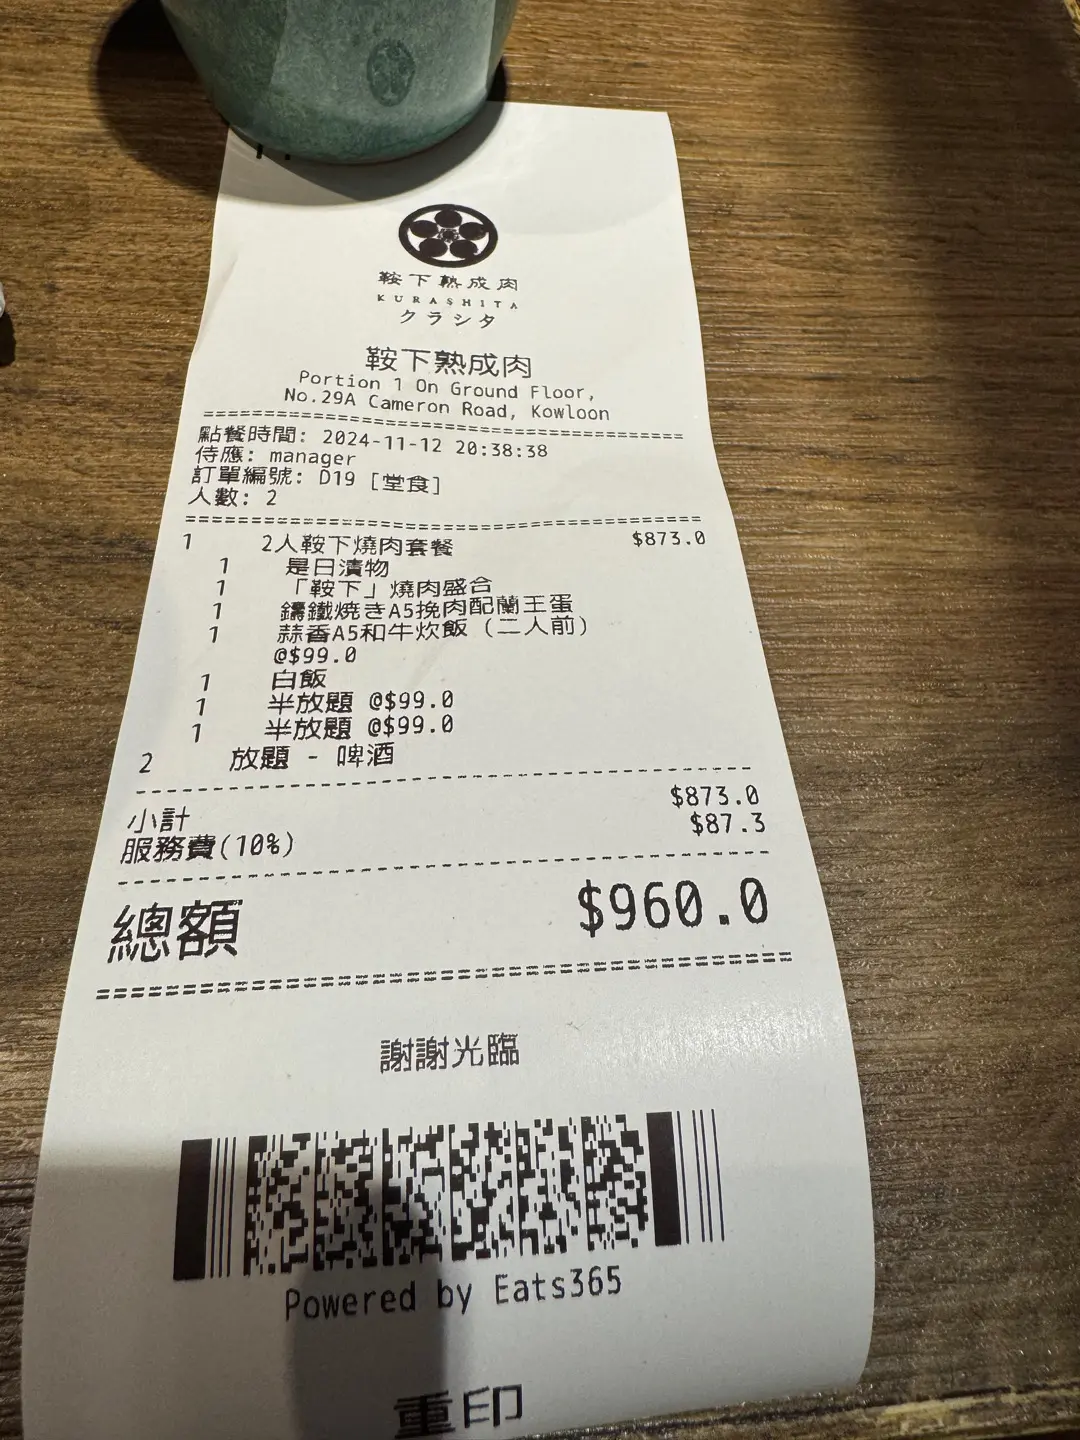 鞍下熟成肉
KURASHITA
クラシタ
鞍下熟成肉
Portion 1 On Ground Floor,
No.29A Cameron Road, Kowloon
點餐時間: 2024-11-12 20:38:38
侍應: manager
訂單編號: D19 [堂食]
人數: 2
1 2人鞍下燒肉套餐 $873.0
1 是日漬物
1 「鞍下」燒肉盛合
1 鑄鐵焼きA5挽肉配蘭王蛋
1 蒜香A5和牛炊飯 (二人前)
@$99.0
1 白飯
1 半放題 @$99.0
1 半放題 @$99.0
2 放題 - 啤酒
小計 $873.0
服務費(10%) $87.3
總額 $960.0
謝謝光臨
Powered by Eats365
重印